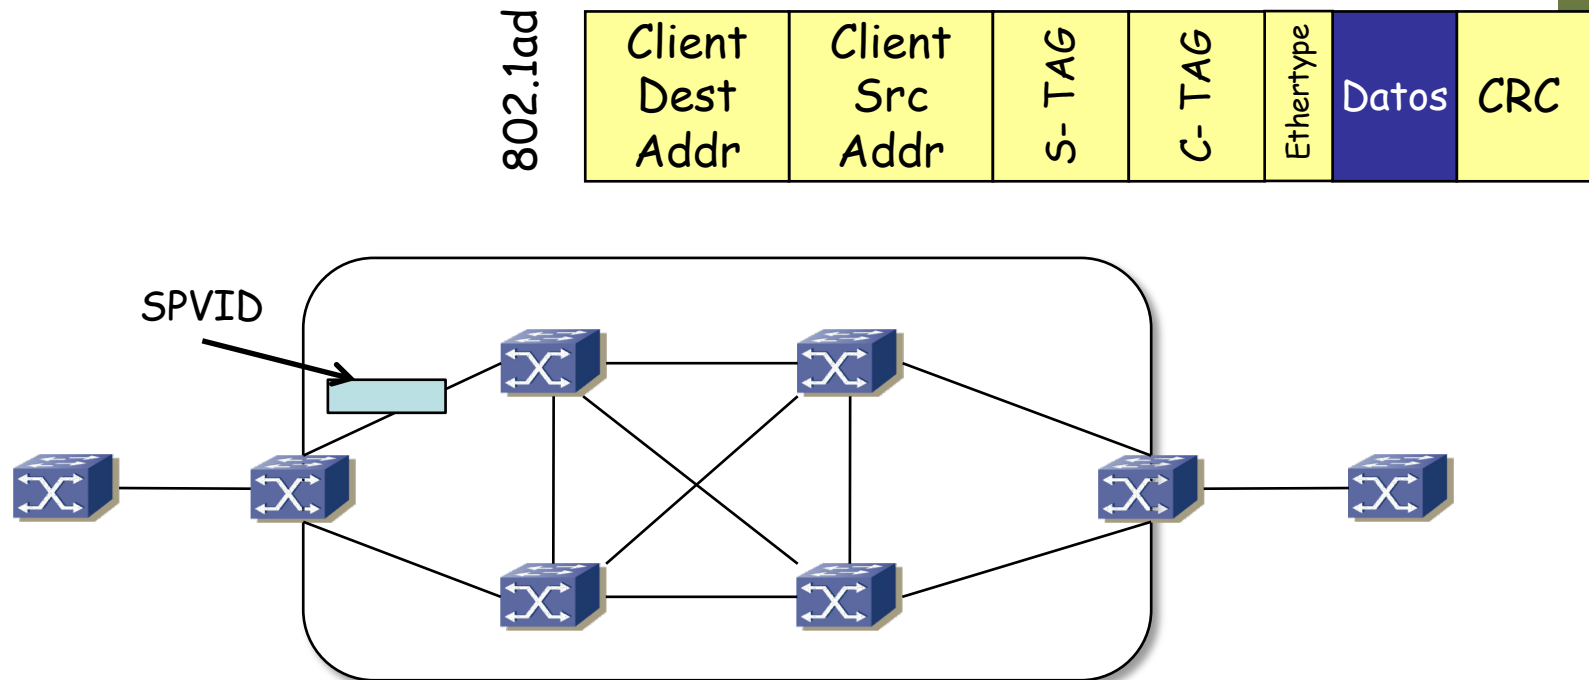 802.1ad
Client
Dest
Addr
Client
Src
Addr
S- TAG
C- TAG
Ethertype
Datos
CRC
SPVID